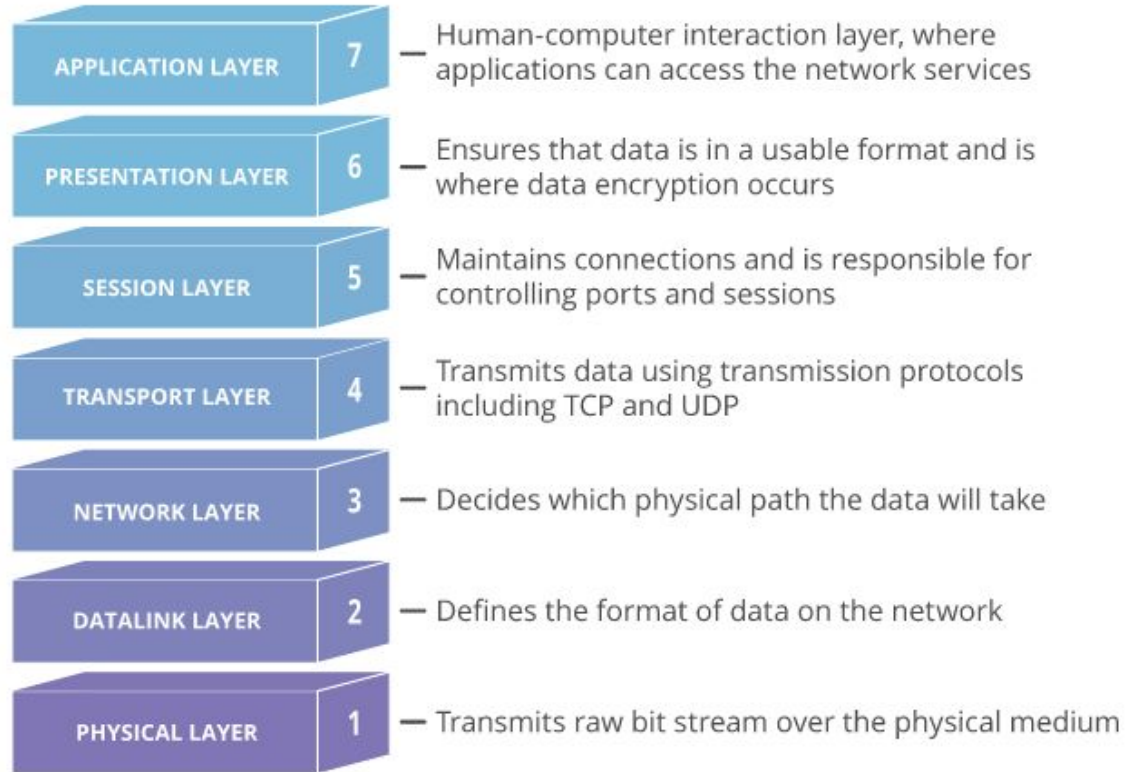 APPLICATION LAYER 7 — Human-computer interaction layer, where
applications can access the network services
PRESENTATION LAYER 6 — Ensures that data is in a usable format and is
where data encryption occurs
SESSION LAYER 5 — Maintains connections and is responsible for
controlling ports and sessions
TRANSPORT LAYER 4 — Transmits data using transmission protocols
including TCP and UDP
NETWORK LAYER 3 — Decides which physical path the data will take
DATALINK LAYER 2 — Defines the format of data on the network
PHYSICAL LAYER 1 — Transmits raw bit stream over the physical medium